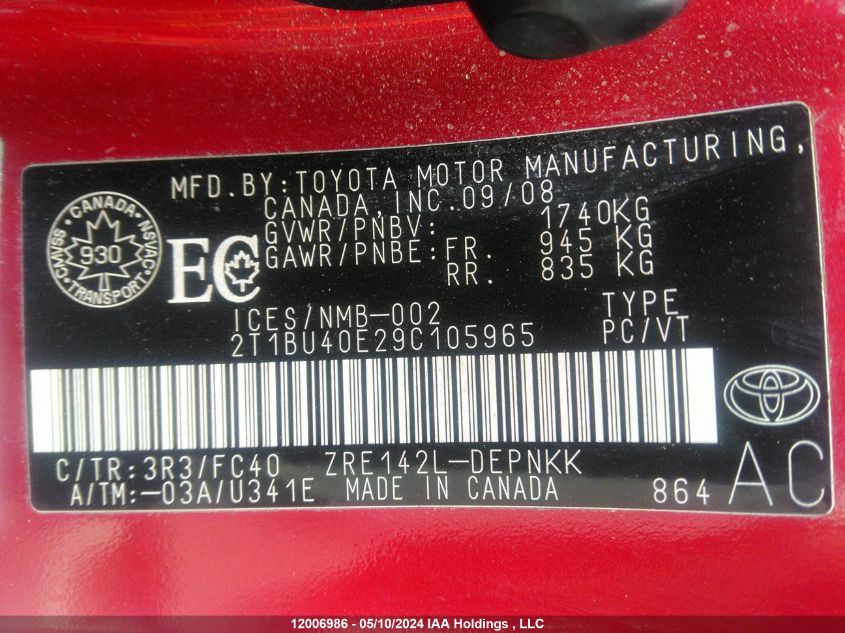 MFD.BY:TOYOTA MOTOR MANUFACTURING,
CANADA,INC.09/08
GVWR/PNBV: 1740KG
GAWR/PNBE:FR. 945 KG
RR. 835 KG
CANADA
CMVSS 930 NSVAC
TRANSPORT
EC
ICES/NMB-002 TYPE
2T1BU40E29C105965 PC/VT
C/TR:3R3/FC40 ZRE142L-DEPNKK
A/TM:-03A/U341E MADE IN CANADA 864 AC
12006986 - 05/10/2024 IAA Holdings , LLC